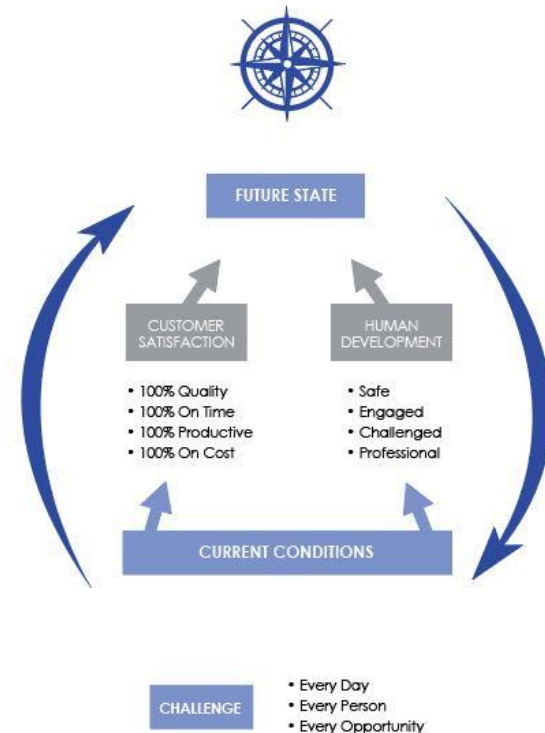 FUTURE STATE
CUSTOMER
SATISFACTION
• 100% Quality
• 100% On Time
• 100% Productive
• 100% On Cost
HUMAN
DEVELOPMENT
• Safe
• Engaged
• Challenged
• Professional
CURRENT CONDITIONS
CHALLENGE
• Every Day
• Every Person
• Every Opportunity